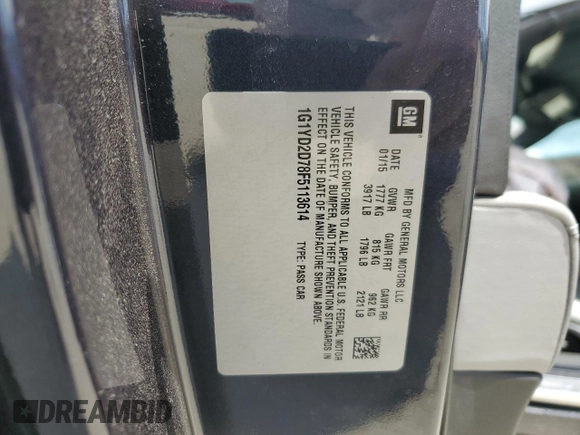 GM
MFD BY GENERAL MOTORS LLC
DATE GVWR GAWR FRT GAWR RR
01/15 1777 KG 815 KG 962 KG
3917 LB 1796 LB 2121 LB
THIS VEHICLE CONFORMS TO ALL APPLICABLE U.S. FEDERAL MOTOR
VEHICLE SAFETY, BUMPER, AND THEFT PREVENTION STANDARDS IN
EFFECT ON THE DATE OF MANUFACTURE SHOWN ABOVE.
1G1YD2D78F5113614 TYPE: PASS CAR
DREAMBID